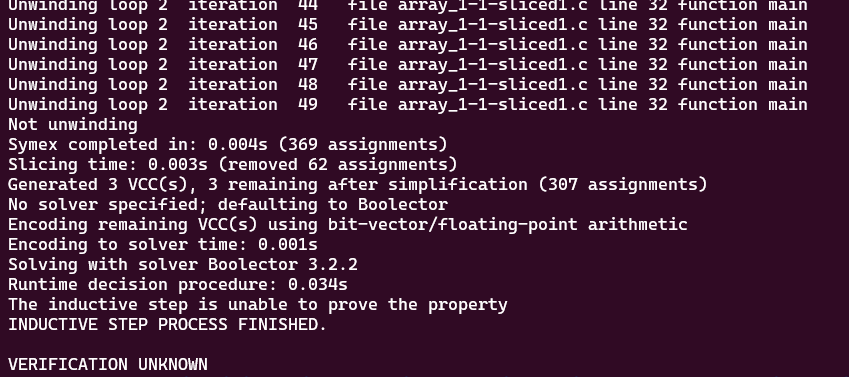 Unwinding loop 2  iteration  44   file array_1-1-sliced1.c line 32 function main
Unwinding loop 2  iteration  45   file array_1-1-sliced1.c line 32 function main
Unwinding loop 2  iteration  46   file array_1-1-sliced1.c line 32 function main
Unwinding loop 2  iteration  47   file array_1-1-sliced1.c line 32 function main
Unwinding loop 2  iteration  48   file array_1-1-sliced1.c line 32 function main
Unwinding loop 2  iteration  49   file array_1-1-sliced1.c line 32 function main
Not unwinding
Symex completed in: 0.004s (369 assignments)
Slicing time: 0.003s (removed 62 assignments)
Generated 3 VCC(s), 3 remaining after simplification (307 assignments)
No solver specified; defaulting to Boolector
Encoding remaining VCC(s) using bit-vector/floating-point arithmetic
Encoding to solver time: 0.001s
Solving with solver Boolector 3.2.2
Runtime decision procedure: 0.034s
The inductive step is unable to prove the property
INDUCTIVE STEP PROCESS FINISHED.
VERIFICATION UNKNOWN